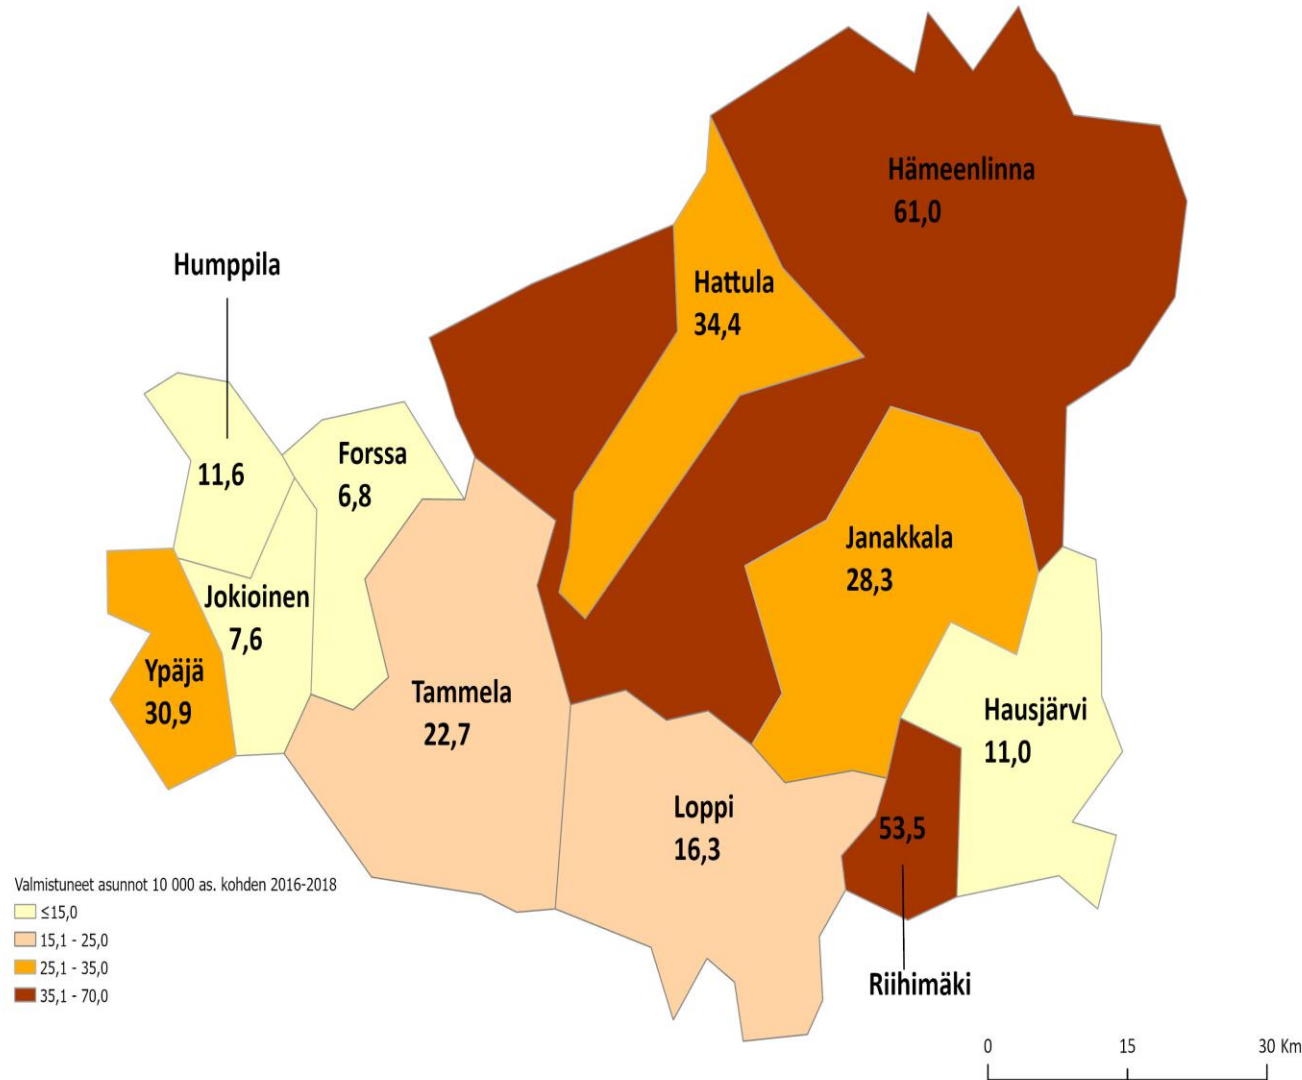 Hämeenlinna
61,0
Humppila
Hattula
34,4
Forssa
6,8
11,6
Janakkala
28,3
Jokioinen
7,6
Ypäjä
30,9
Tammela
22,7
Hausjärvi
11,0
Loppi
16,3
53,5
Riihimäki
Valmistuneet asunnot 10 000 as. kohden 2016-2018
≤15,0
15,1 - 25,0
25,1 - 35,0
35,1 - 70,0
0 15 30 Km